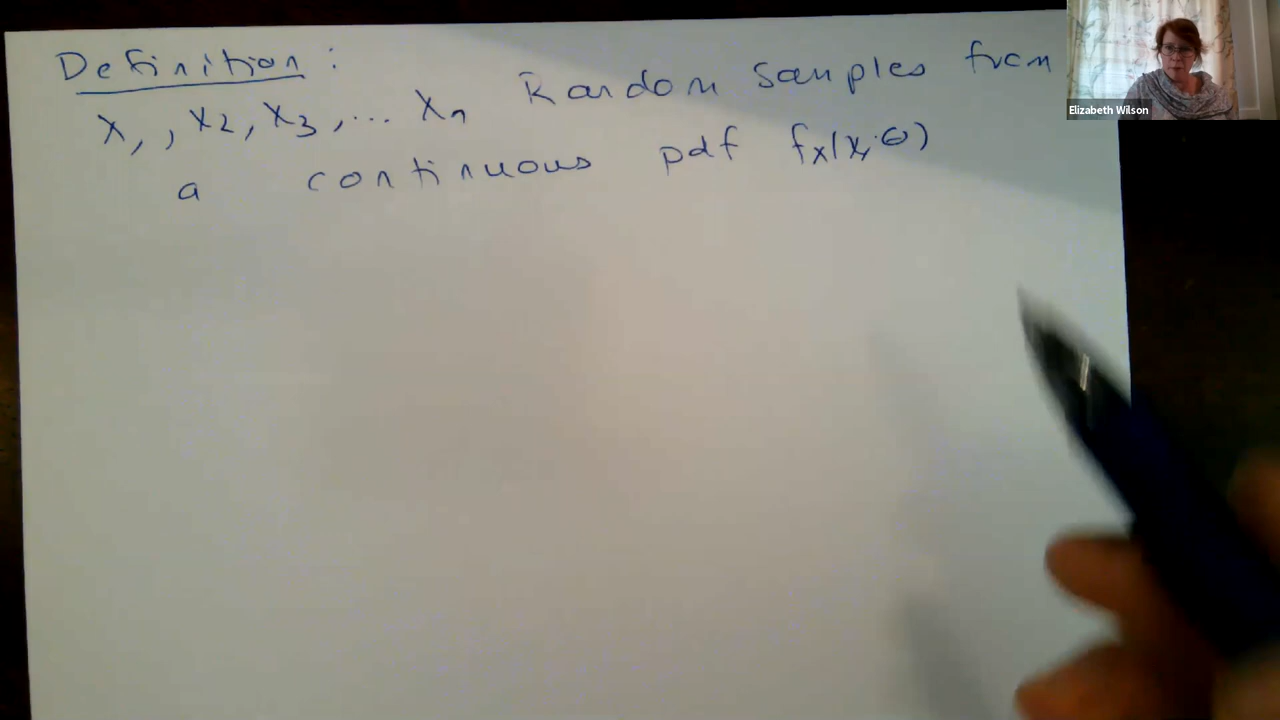 Definition :
X1, X2, X3, ... Xn Random samples from
a continuous pdf fX(x;θ)
Elizabeth Wilson